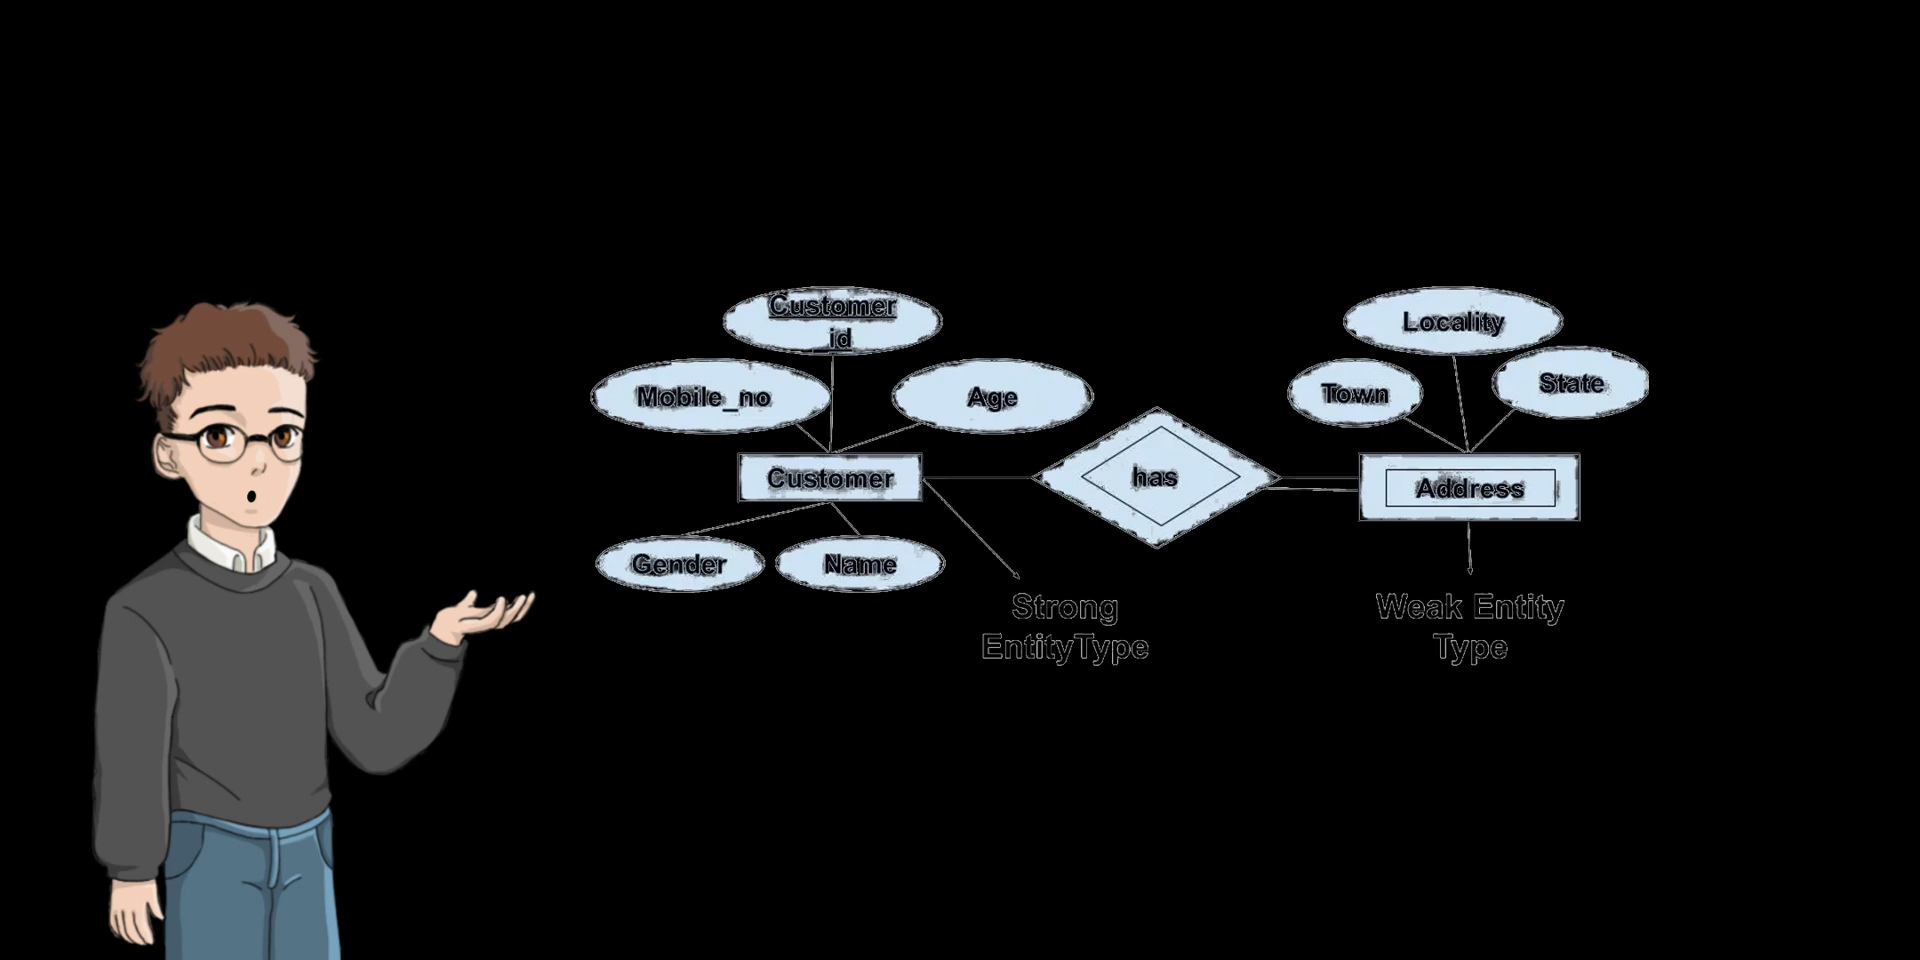 Customer
id
Mobile_no
Age
Customer
Gender
Name
has
Locality
Town
State
Address
Strong
EntityType
Weak Entity
Type